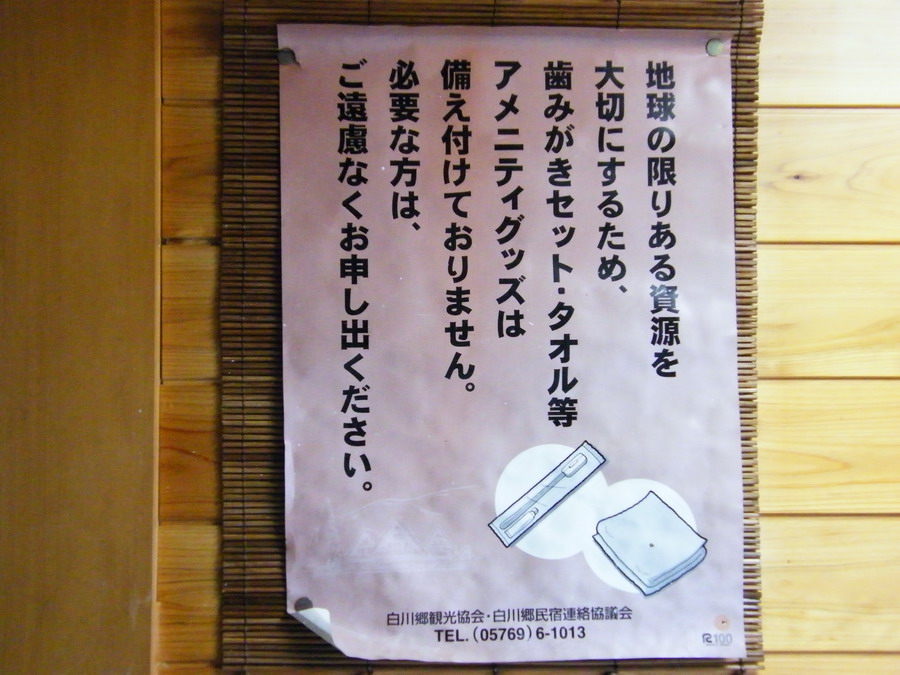 地球の限りある資源を
大切にするため、
歯みがきセット・タオル等
アメニティグッズは
備え付けておりません。
必要な方は、
ご遠慮なくお申し出ください。
白川郷観光協会・白川郷民宿連絡協議会
TEL.(05769)6-1013
R100